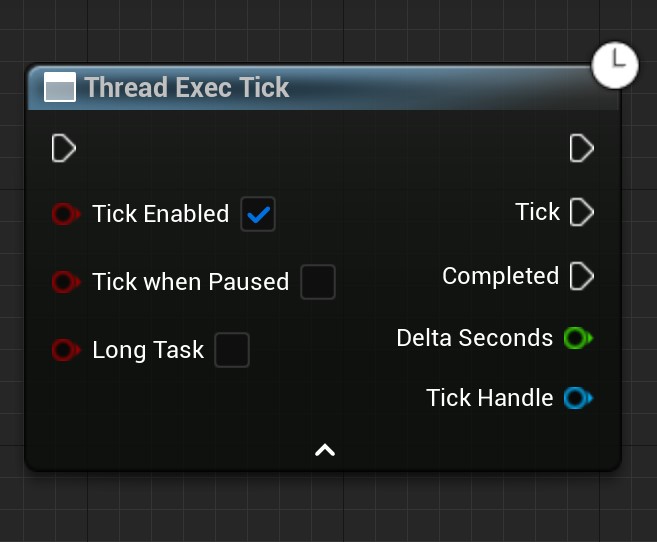 Thread Exec Tick
Tick Enabled
Tick
Tick when Paused
Completed
Long Task
Delta Seconds
Tick Handle